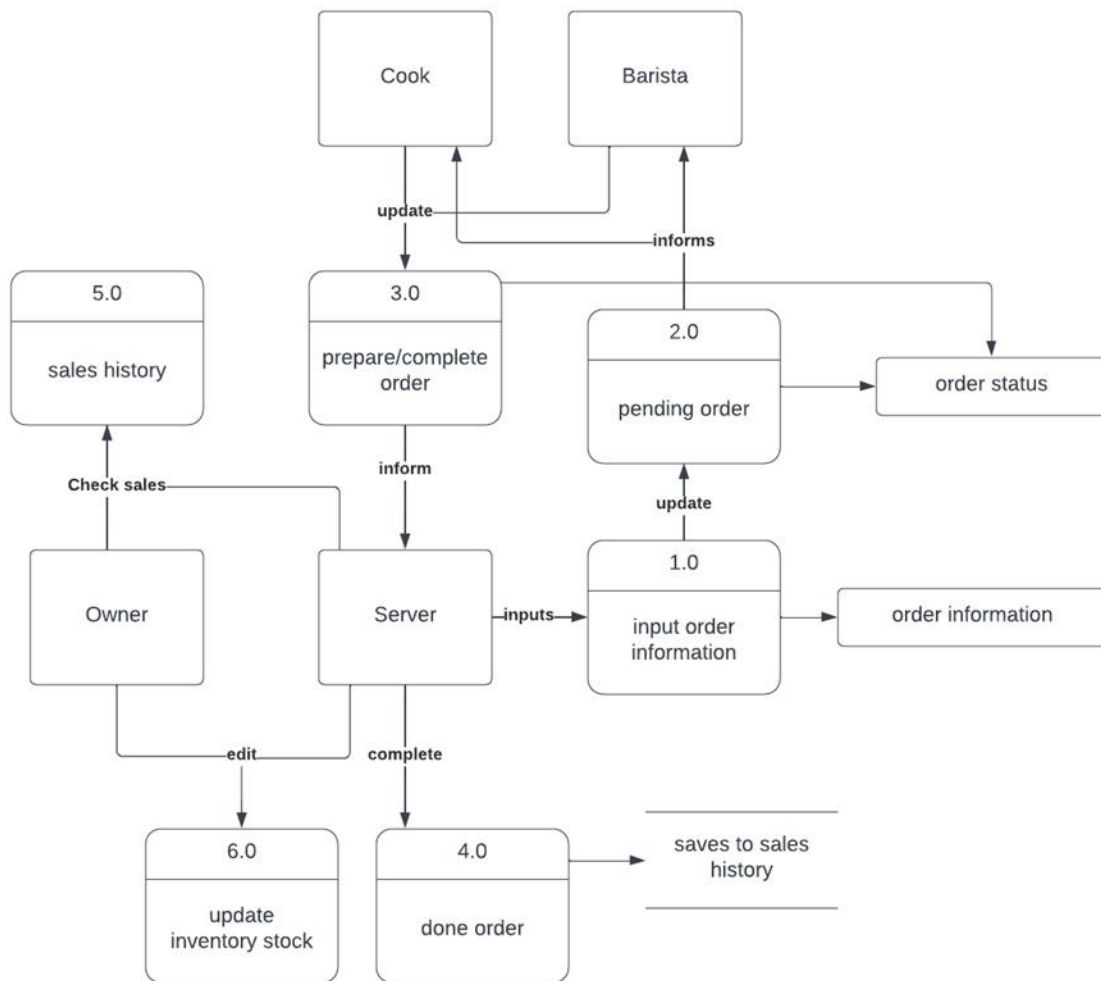 Cook
Barista
update
informs
5.0
sales history
3.0
prepare/complete
order
2.0
pending order
order status
inform
Check sales
update
Owner
Server
inputs
1.0
input order
information
order information
edit
complete
6.0
update
inventory stock
4.0
done order
saves to sales
history